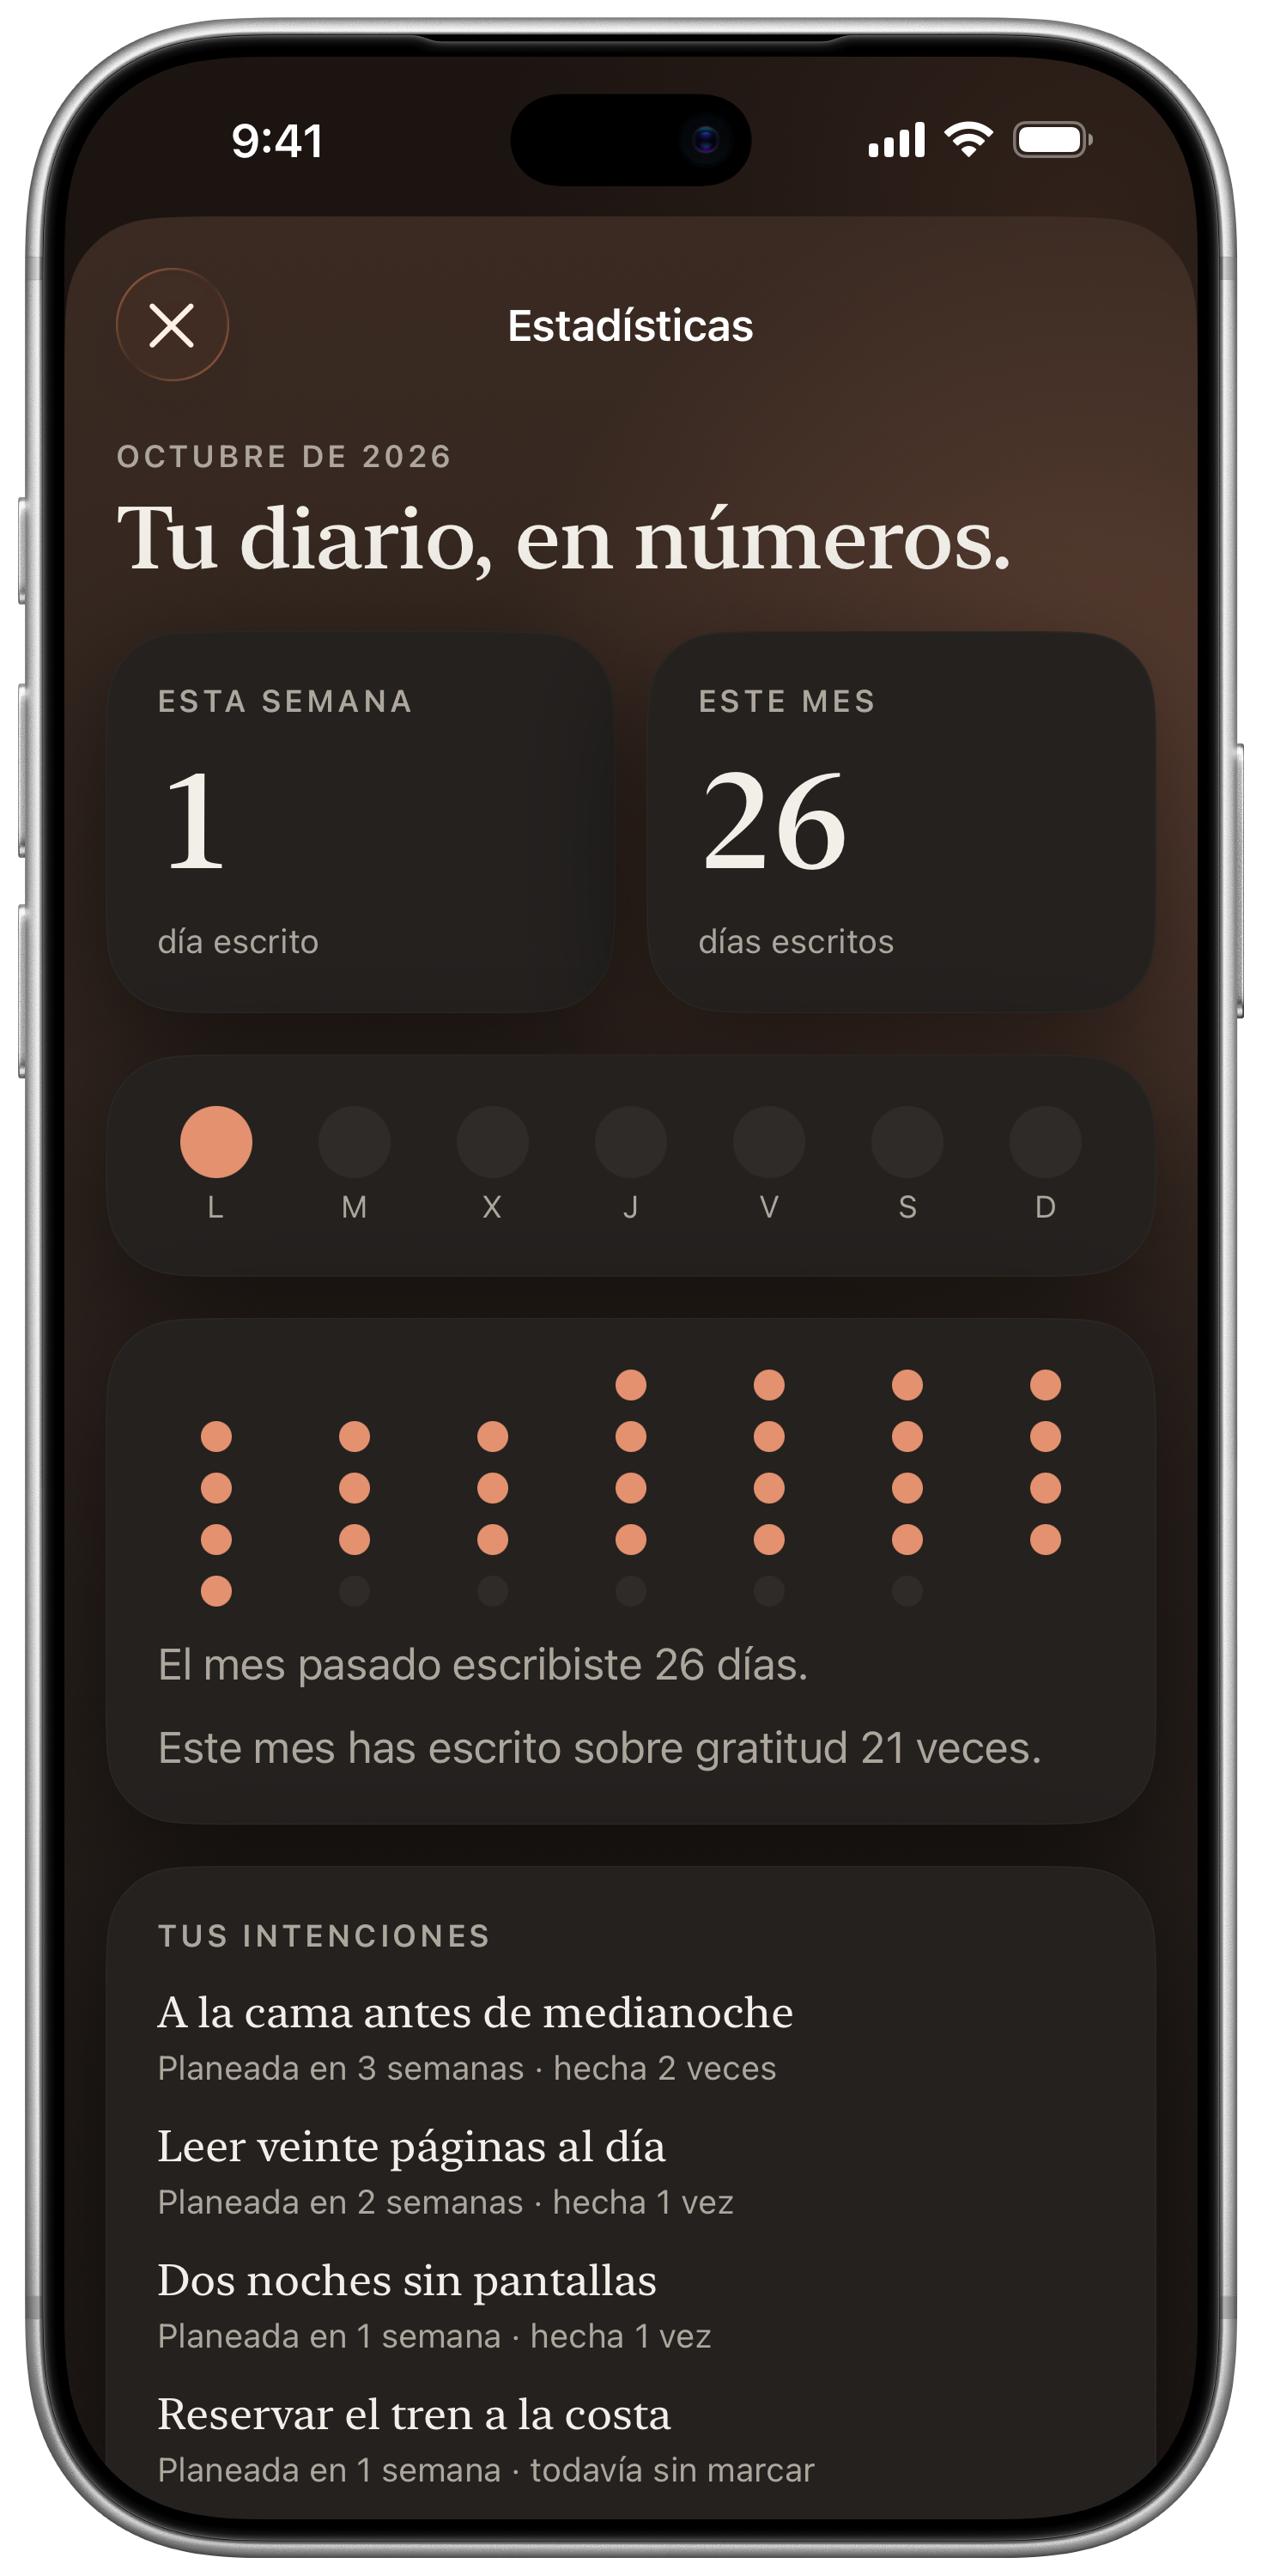 9:41
Estadísticas
OCTUBRE DE 2026
Tu diario, en números.
ESTA SEMANA
1
día escrito
ESTE MES
26
días escritos
L M X J V S D
El mes pasado escribiste 26 días.
Este mes has escrito sobre gratitud 21 veces.
TUS INTENCIONES
A la cama antes de medianoche
Planeada en 3 semanas · hecha 2 veces
Leer veinte páginas al día
Planeada en 2 semanas · hecha 1 vez
Dos noches sin pantallas
Planeada en 1 semana · hecha 1 vez
Reservar el tren a la costa
Planeada en 1 semana · todavía sin marcar